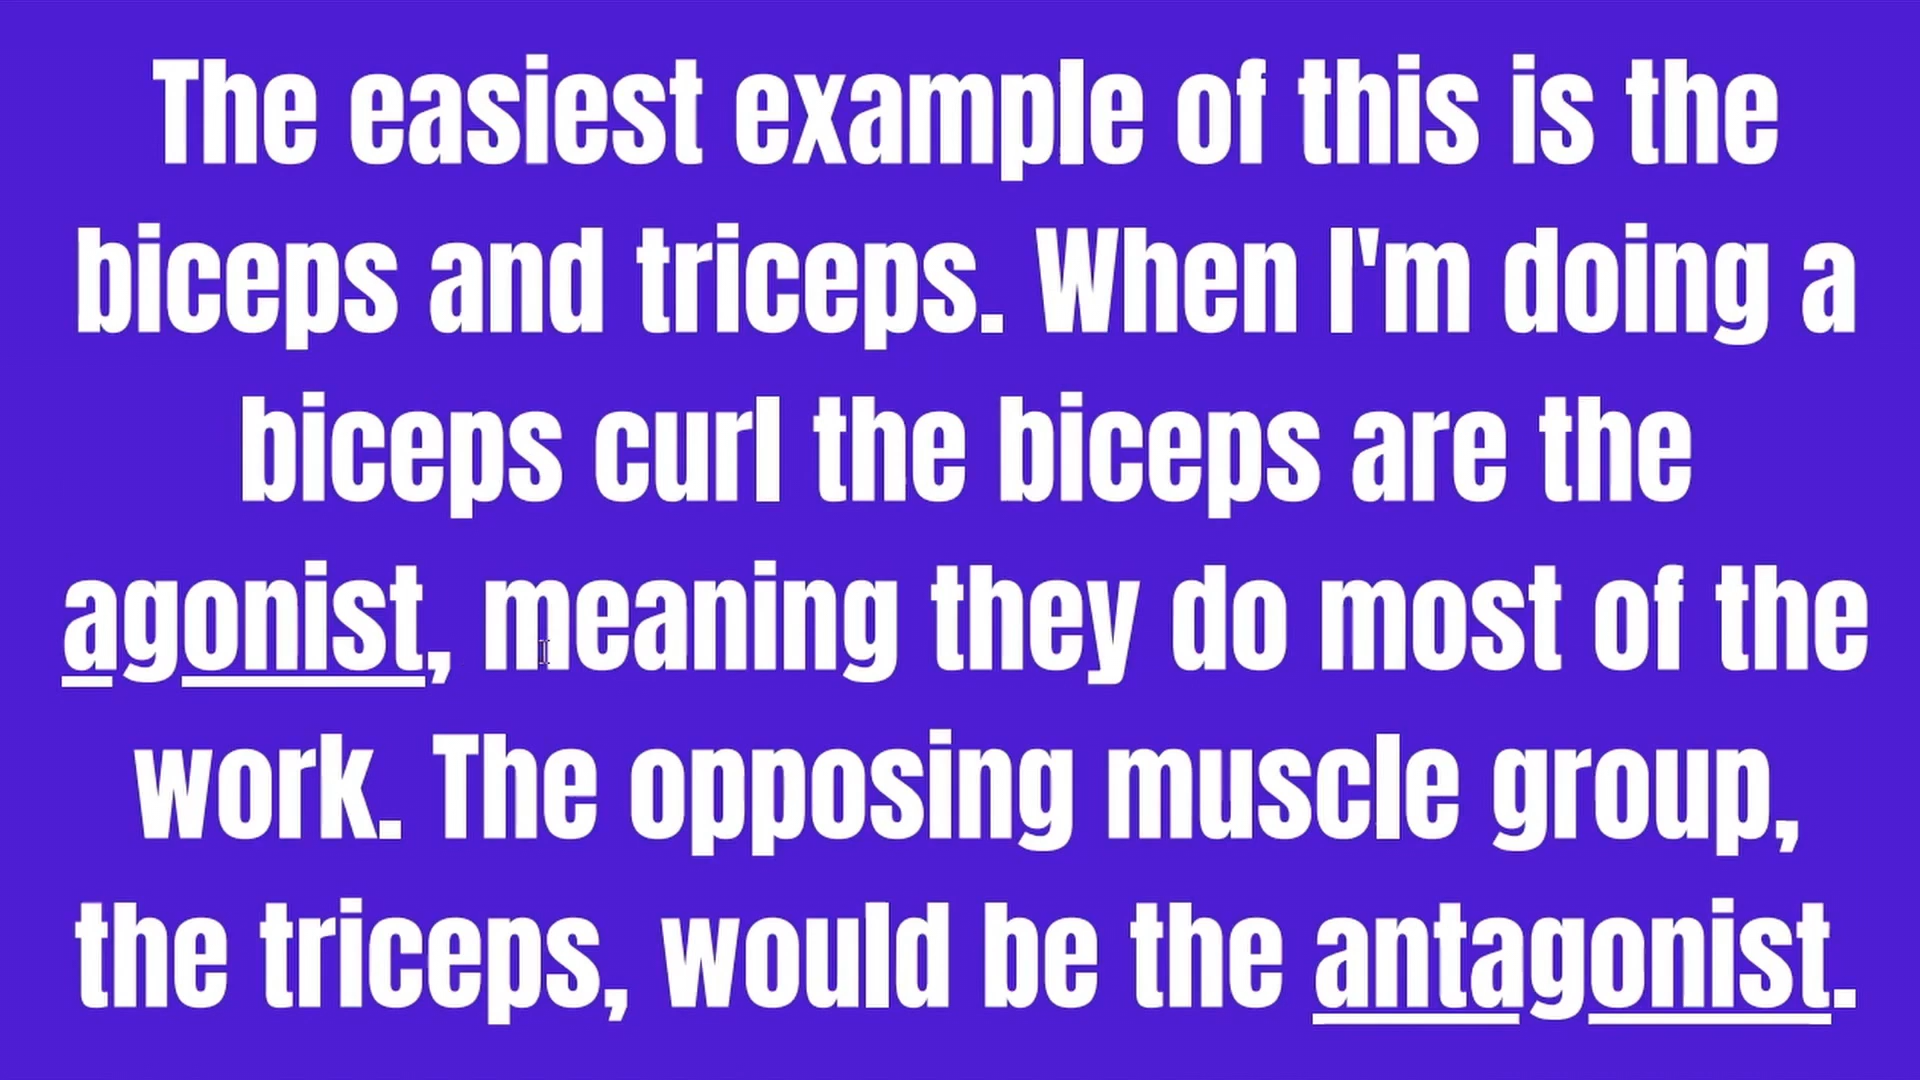 The easiest example of this is the
biceps and triceps. When I'm doing a
biceps curl the biceps are the
agonist, meaning they do most of the
work. The opposing muscle group,
the triceps, would be the antagonist.